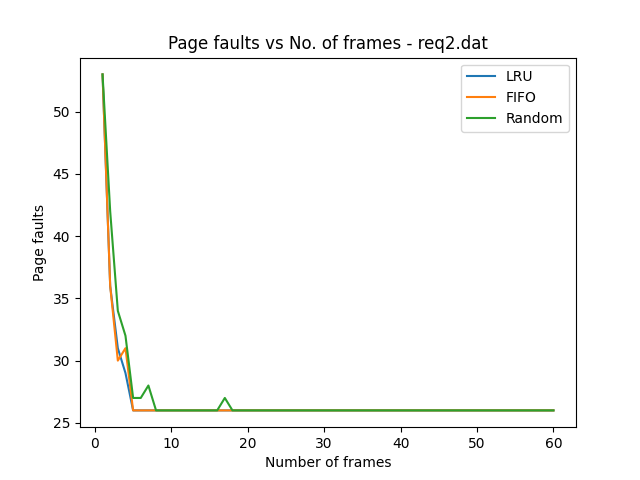 Page faults vs No. of frames - req2.dat
LRU
FIFO
Random
Page faults
50
45
40
35
30
25
0 10 20 30 40 50 60
Number of frames